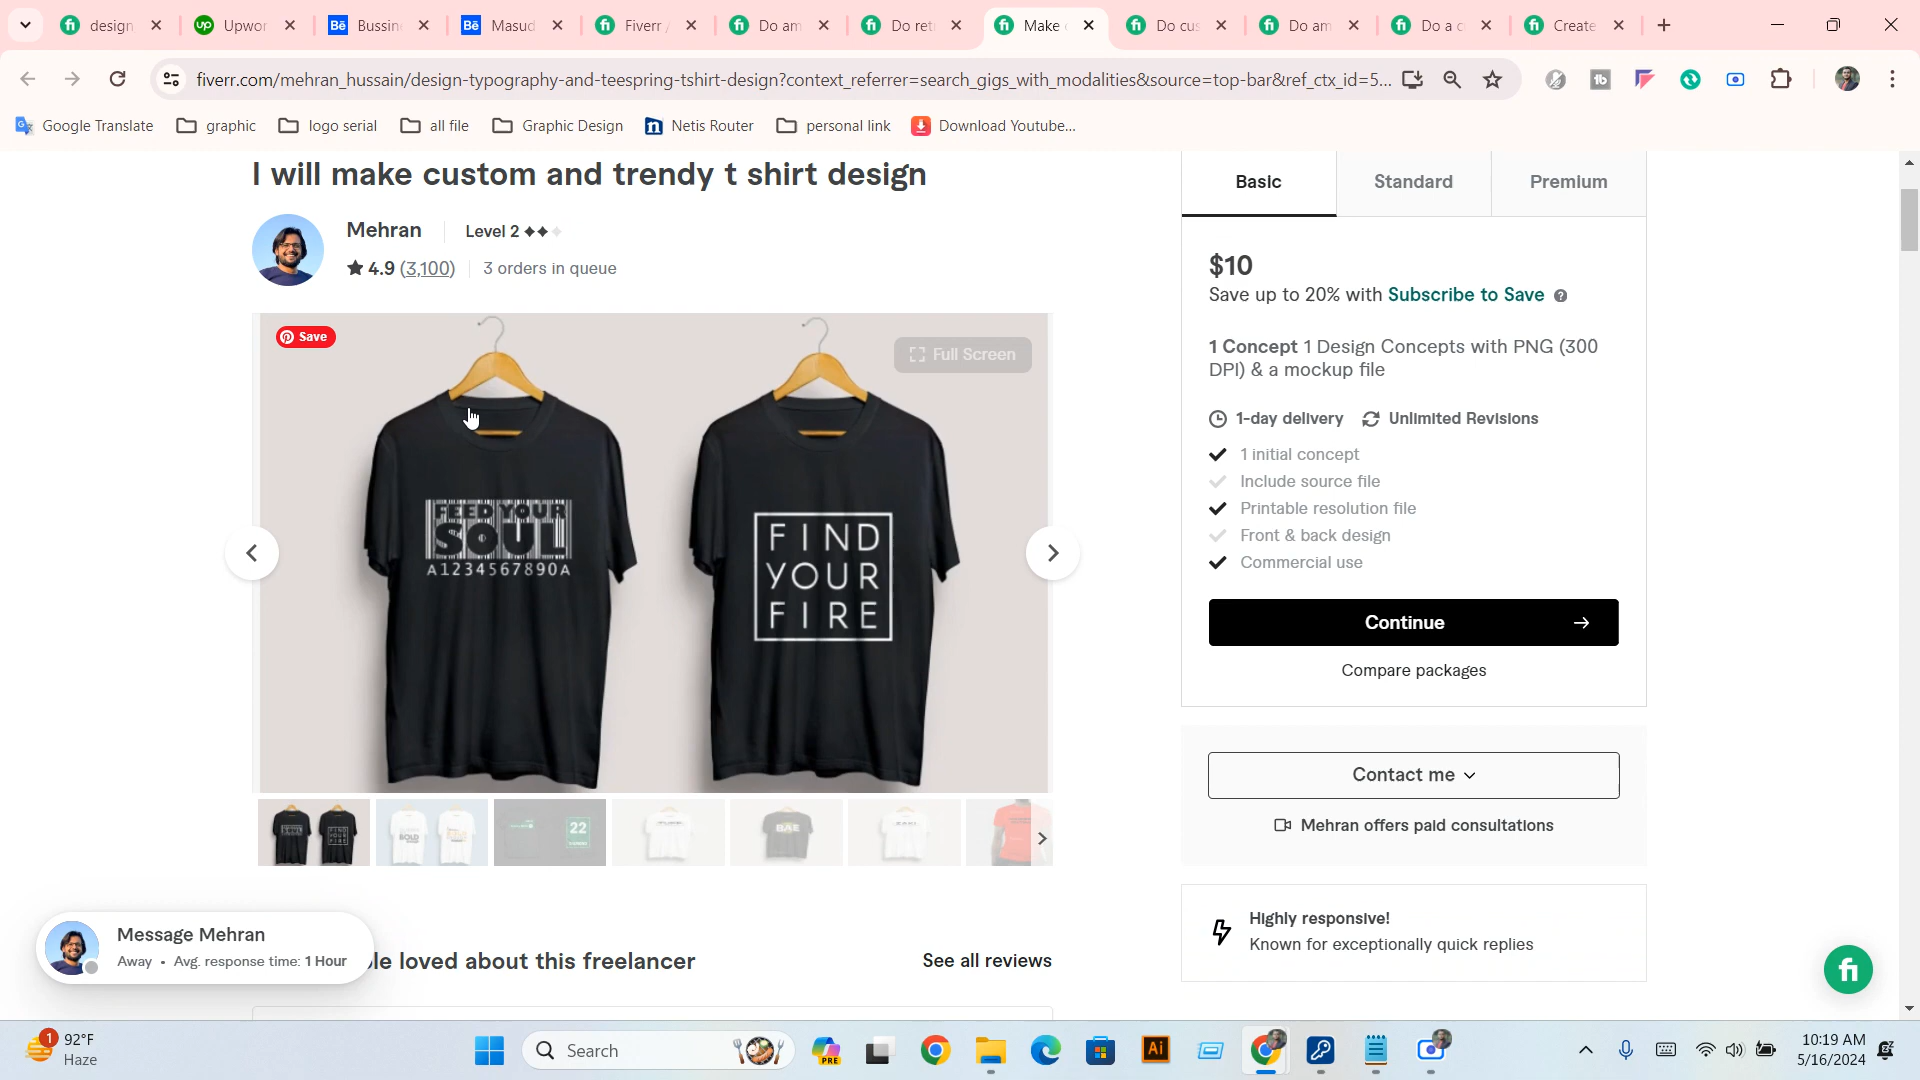 design
Upwor
Bussin
Masud
Fiverr /
Do am
Do ret
Make
Do cus
Do am
Do a c
Create
fiverr.com/mehran_hussain/design-typography-and-teespring-tshirt-design?context_referrer=search_gigs_with_modalities&source=top-bar&ref_ctx_id=5...
Google Translate
graphic
logo serial
all file
Graphic Design
Netis Router
personal link
Download Youtube...
I will make custom and trendy t shirt design
Mehran
Level 2
4.9 (3,100)
3 orders in queue
Save
Full Screen
FEED YOUR
SOUL
A1234567890A
FIND
YOUR
FIRE
22
BAE
Message Mehran
Away • Avg. response time: 1 Hour
le loved about this freelancer
See all reviews
Basic
Standard
Premium
$10
Save up to 20% with Subscribe to Save
1 Concept 1 Design Concepts with PNG (300
DPI) & a mockup file
1-day delivery
Unlimited Revisions
1 initial concept
Include source file
Printable resolution file
Front & back design
Commercial use
Continue
Compare packages
Contact me
Mehran offers paid consultations
Highly responsive!
Known for exceptionally quick replies
fi
1
92°F
Haze
Search
PRE
Ai
10:19 AM
5/16/2024